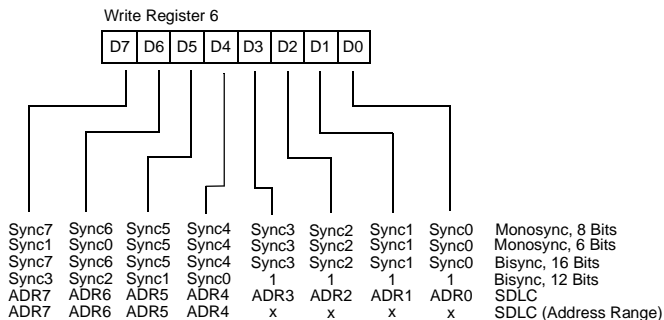 Write Register 6
D7 D6 D5 D4 D3 D2 D1 D0
Sync7 Sync6 Sync5 Sync4 Sync3 Sync2 Sync1 Sync0 Monosync, 8 Bits
Sync1 Sync0 Sync5 Sync4 Sync3 Sync2 Sync1 Sync0 Monosync, 6 Bits
Sync7 Sync6 Sync5 Sync4 Sync3 Sync2 Sync1 Sync0 Bisync, 16 Bits
Sync3 Sync2 Sync1 Sync0 1 1 1 1 Bisync, 12 Bits
ADR7 ADR6 ADR5 ADR4 ADR3 ADR2 ADR1 ADR0 SDLC
ADR7 ADR6 ADR5 ADR4 x x x x SDLC (Address Range)